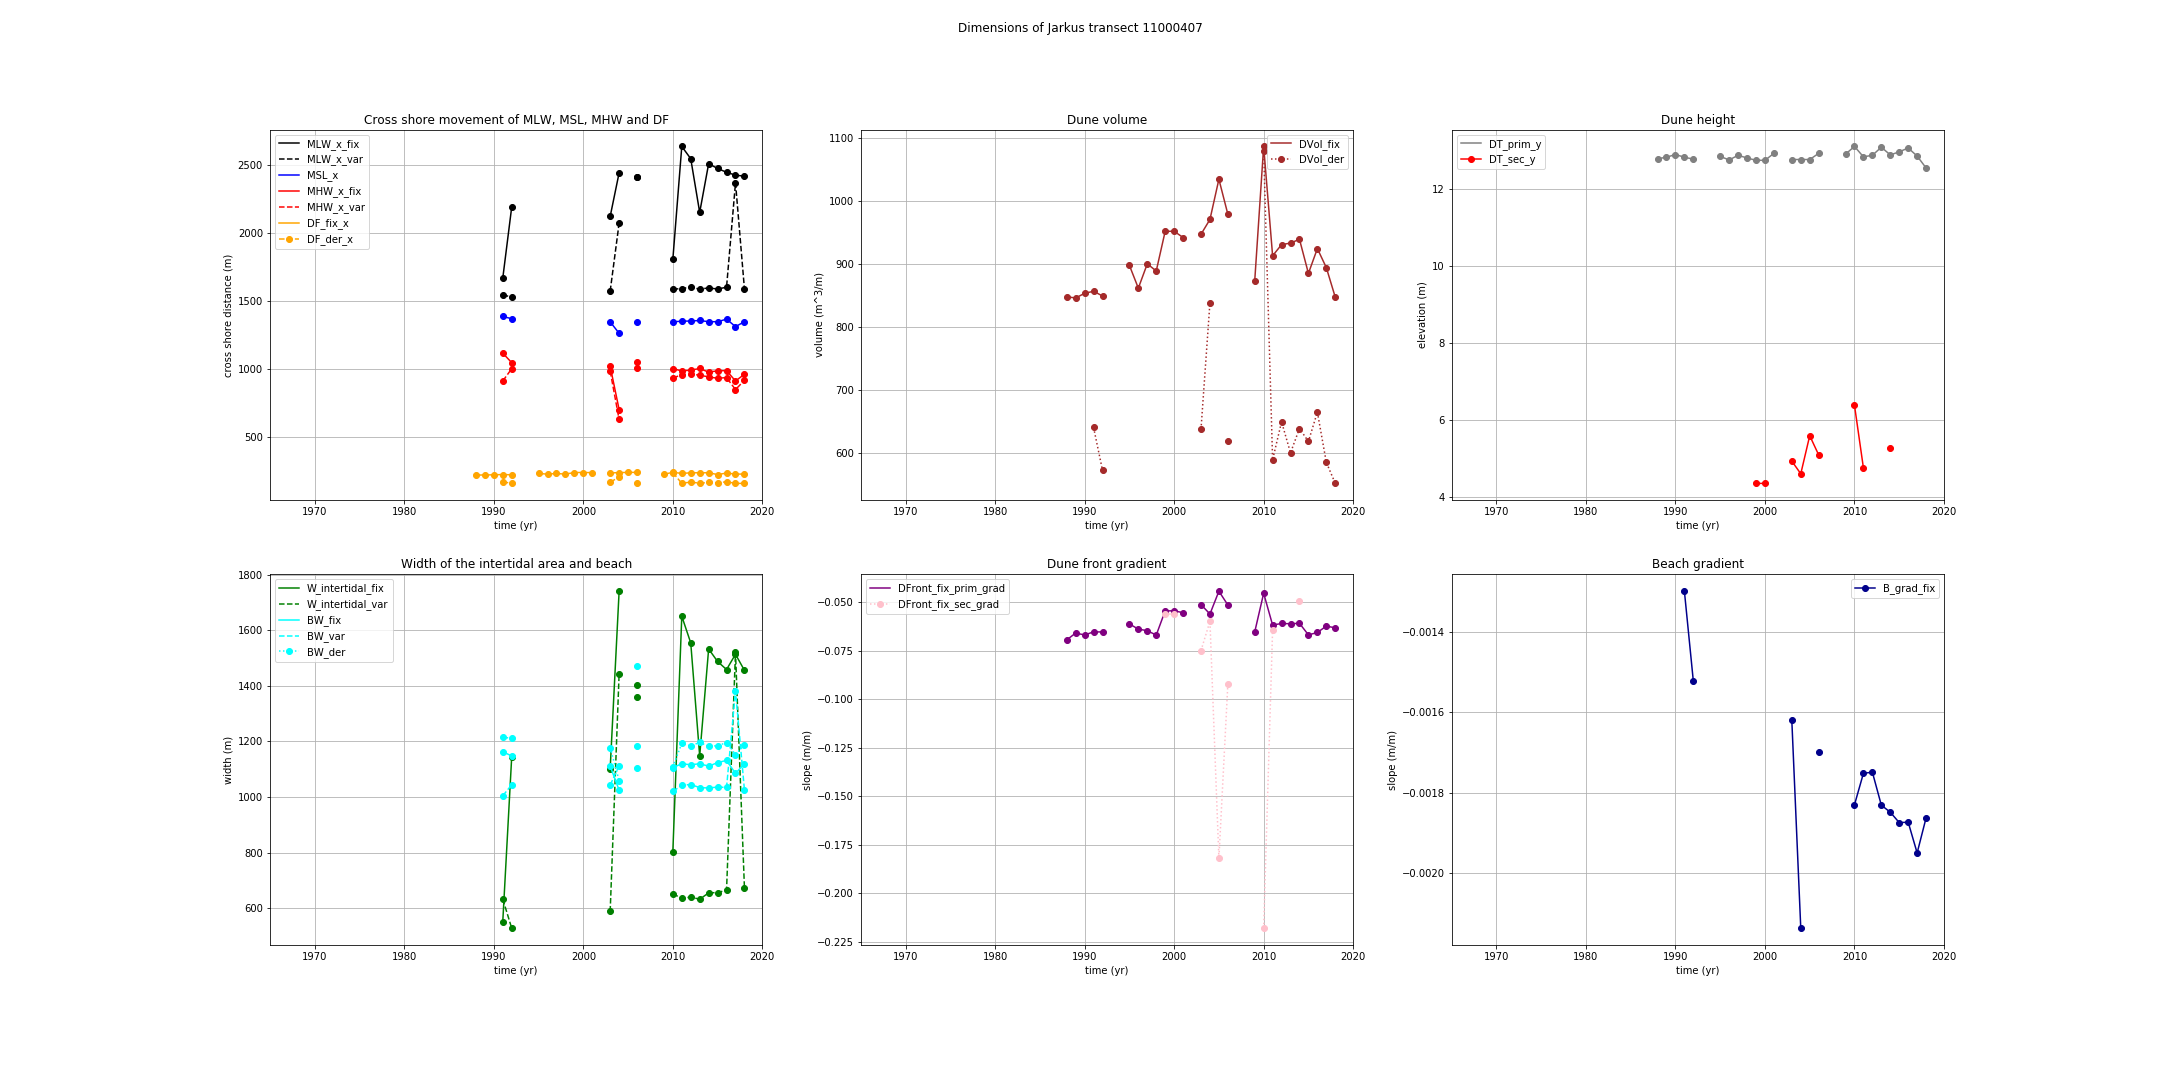 Dimensions of Jarkus transect 11000407
Cross shore movement of MLW, MSL, MHW and DF
MLW_x_fix
MLW_x_var
MSL_x
MHW_x_fix
MHW_x_var
DF_fix_x
DF_der_x
cross shore distance (m)
2500
2000
1500
1000
500
1970 1980 1990 2000 2010 2020
time (yr)
Dune volume
DVol_fix
DVol_der
volume (m^3/m)
1100
1000
900
800
700
600
1970 1980 1990 2000 2010 2020
time (yr)
Dune height
DT_prim_y
DT_sec_y
elevation (m)
12
10
8
6
4
1970 1980 1990 2000 2010 2020
time (yr)
Width of the intertidal area and beach
W_intertidal_fix
W_intertidal_var
BW_fix
BW_var
BW_der
width (m)
1800
1600
1400
1200
1000
800
600
1970 1980 1990 2000 2010 2020
time (yr)
Dune front gradient
DFront_fix_prim_grad
DFront_fix_sec_grad
slope (m/m)
−0.050
−0.075
−0.100
−0.125
−0.150
−0.175
−0.200
−0.225
1970 1980 1990 2000 2010 2020
time (yr)
Beach gradient
B_grad_fix
slope (m/m)
−0.0014
−0.0016
−0.0018
−0.0020
1970 1980 1990 2000 2010 2020
time (yr)